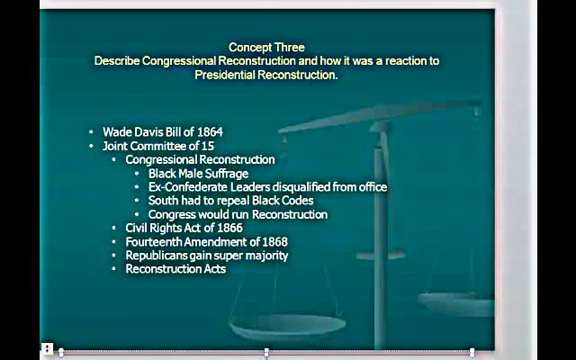 Concept Three
Describe Congressional Reconstruction and how it was a reaction to
Presidential Reconstruction.
• Wade Davis Bill of 1864
• Joint Committee of 15
• Congressional Reconstruction
• Black Male Suffrage
• Ex-Confederate Leaders disqualified from office
• South had to repeal Black Codes
• Congress would run Reconstruction
• Civil Rights Act of 1866
• Fourteenth Amendment of 1868
• Republicans gain super majority
• Reconstruction Acts